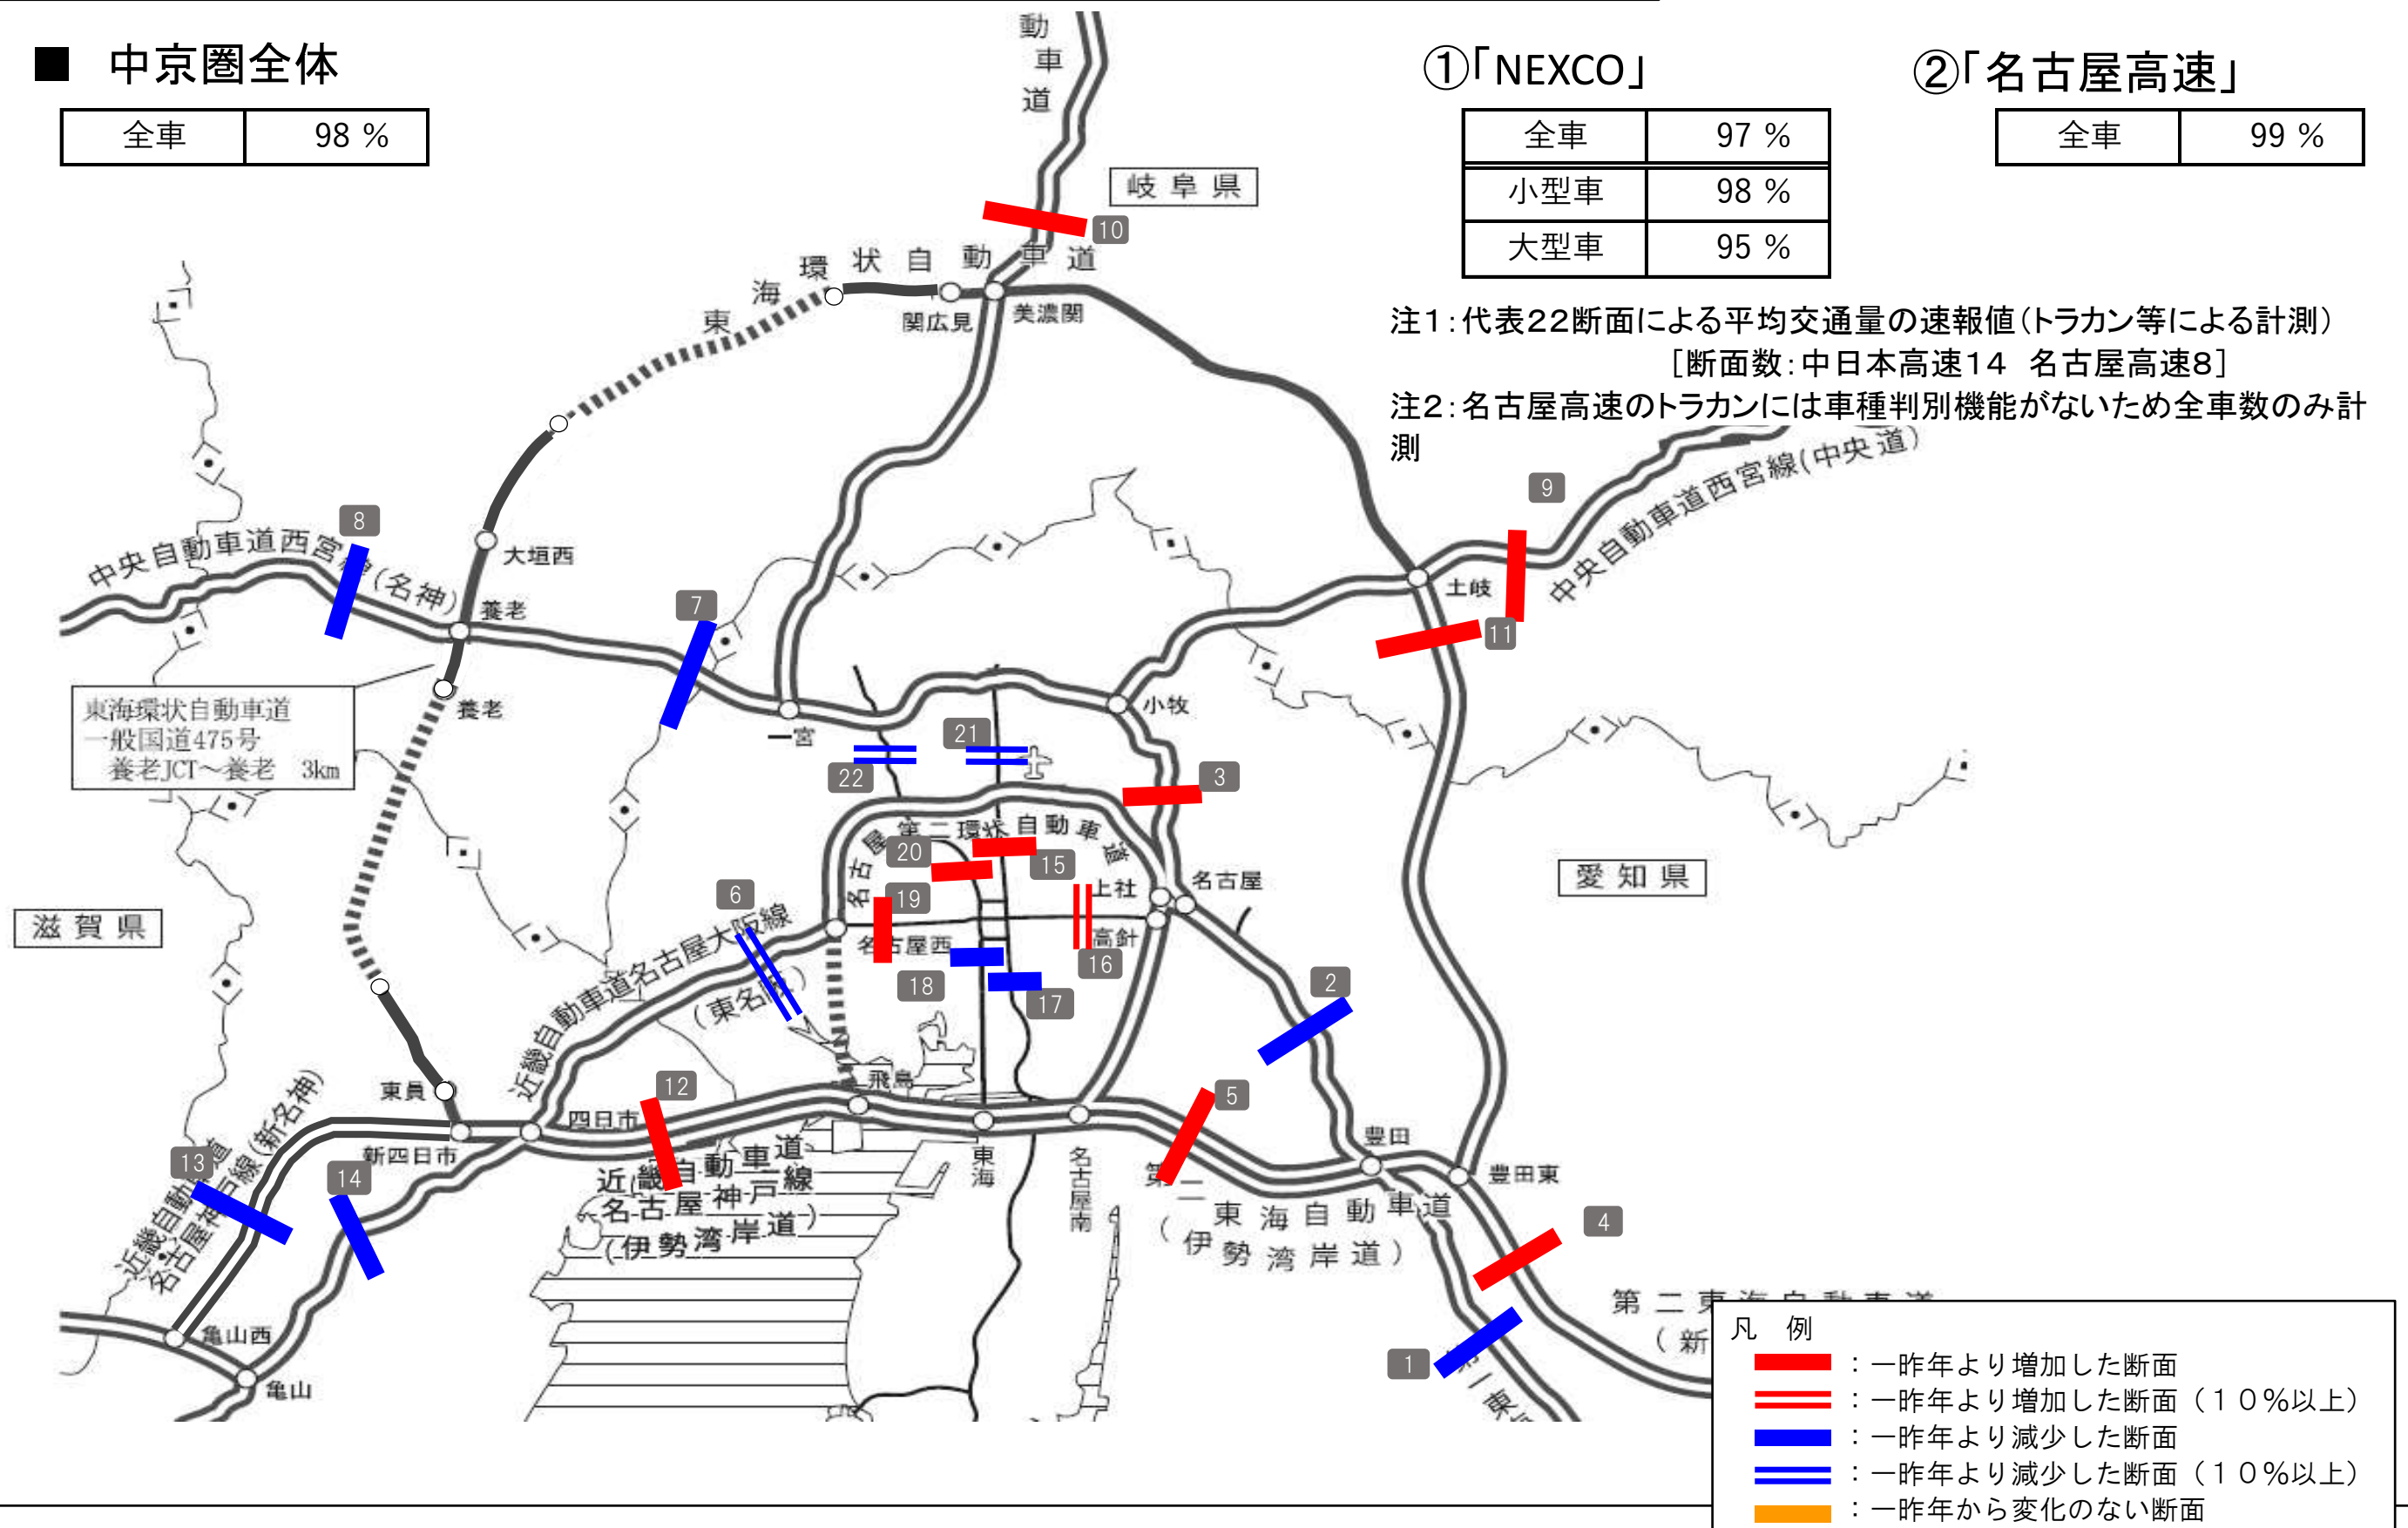 ■ 中京圏全体
全車 98 %
①「NEXCO」
全車 97 %
小型車 98 %
大型車 95 %
②「名古屋高速」
全車 99 %
注1：代表22断面による平均交通量の速報値（トラカン等による計測）
［断面数：中日本高速14 名古屋高速8］
注2：名古屋高速のトラカンには車種判別機能がないため全車数のみ計
測
動車道
岐阜県
10
東海環状自動車道
関広見
美濃関
9
中央自動車道西宮線(中央道)
8
中央自動車道西宮線(名神)
大垣西
養老
7
土岐
11
東海環状自動車道
一般国道475号
養老JCT～養老 3km
養老
一宮
小牧
21
22
3
名古屋第二環状自動車道
20
15
19
上社
名古屋
愛知県
滋賀県
6
近畿自動車道名古屋大阪線
(東名阪)
名古屋西
高針
16
18
17
2
飛島
東員
12
5
四日市
新四日市
豊田
豊田東
13
14
近畿自動車道
名古屋神戸線(新名神)
近畿自動車道
名古屋神戸線
(伊勢湾岸道)
東海
名古屋南
第二東海自動車道
(伊勢湾岸道)
4
亀山西
亀山
1
第一東
第二東海自動車道
(新
凡 例
：一昨年より増加した断面
：一昨年より増加した断面（１０％以上）
：一昨年より減少した断面
：一昨年より減少した断面（１０％以上）
：一昨年から変化のない断面